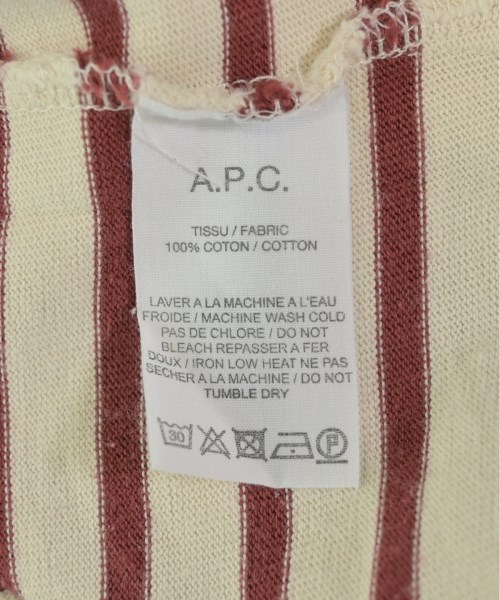 A.P.C.
TISSU / FABRIC
100% COTON / COTTON
LAVER A LA MACHINE A L'EAU
FROIDE / MACHINE WASH COLD
PAS DE CHLORE / DO NOT
BLEACH REPASSER A FER
DOUX / IRON LOW HEAT NE PAS
SECHER A LA MACHINE / DO NOT
TUMBLE DRY
30 P